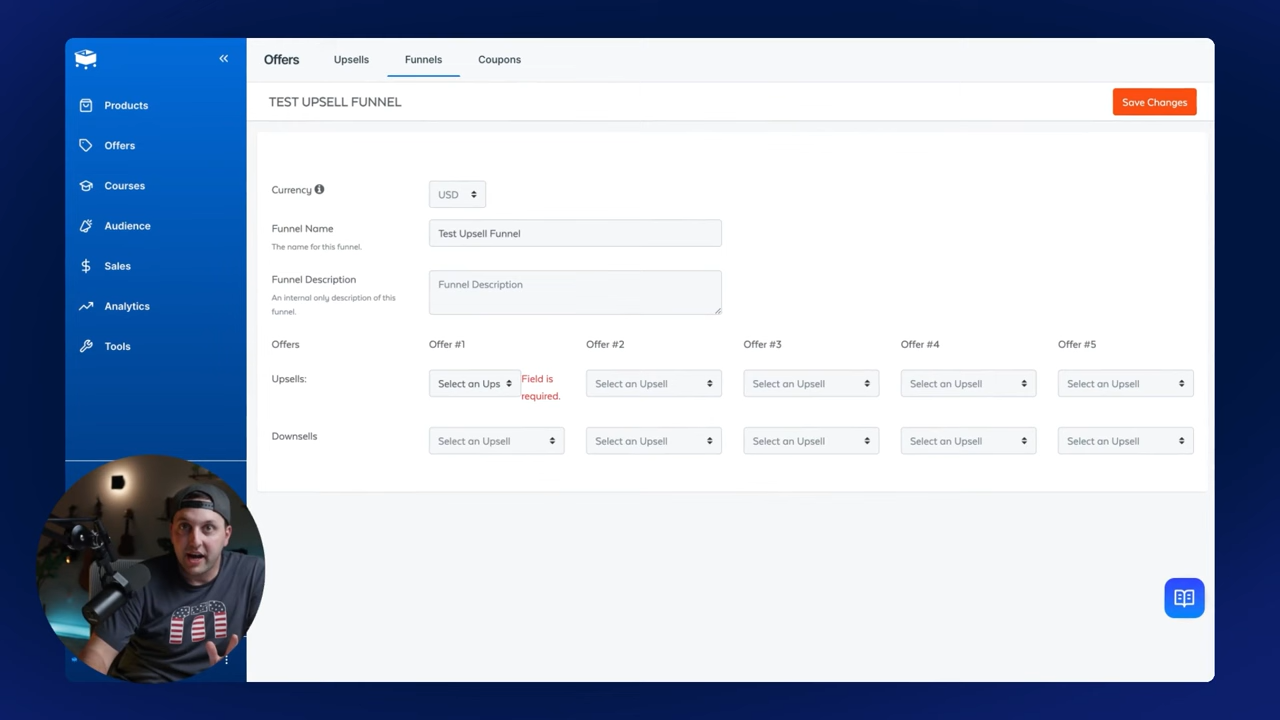 Offers
Upsells
Funnels
Coupons
Products
Offers
Courses
Audience
Sales
Analytics
Tools
TEST UPSELL FUNNEL
Save Changes
Currency
USD
Funnel Name
The name for this funnel.
Test Upsell Funnel
Funnel Description
An internal only description of this
funnel.
Funnel Description
Offers
Offer #1
Offer #2
Offer #3
Offer #4
Offer #5
Upsells:
Select an Ups
Field is
required.
Select an Upsell
Select an Upsell
Select an Upsell
Select an Upsell
Downsells
Select an Upsell
Select an Upsell
Select an Upsell
Select an Upsell
Select an Upsell
m